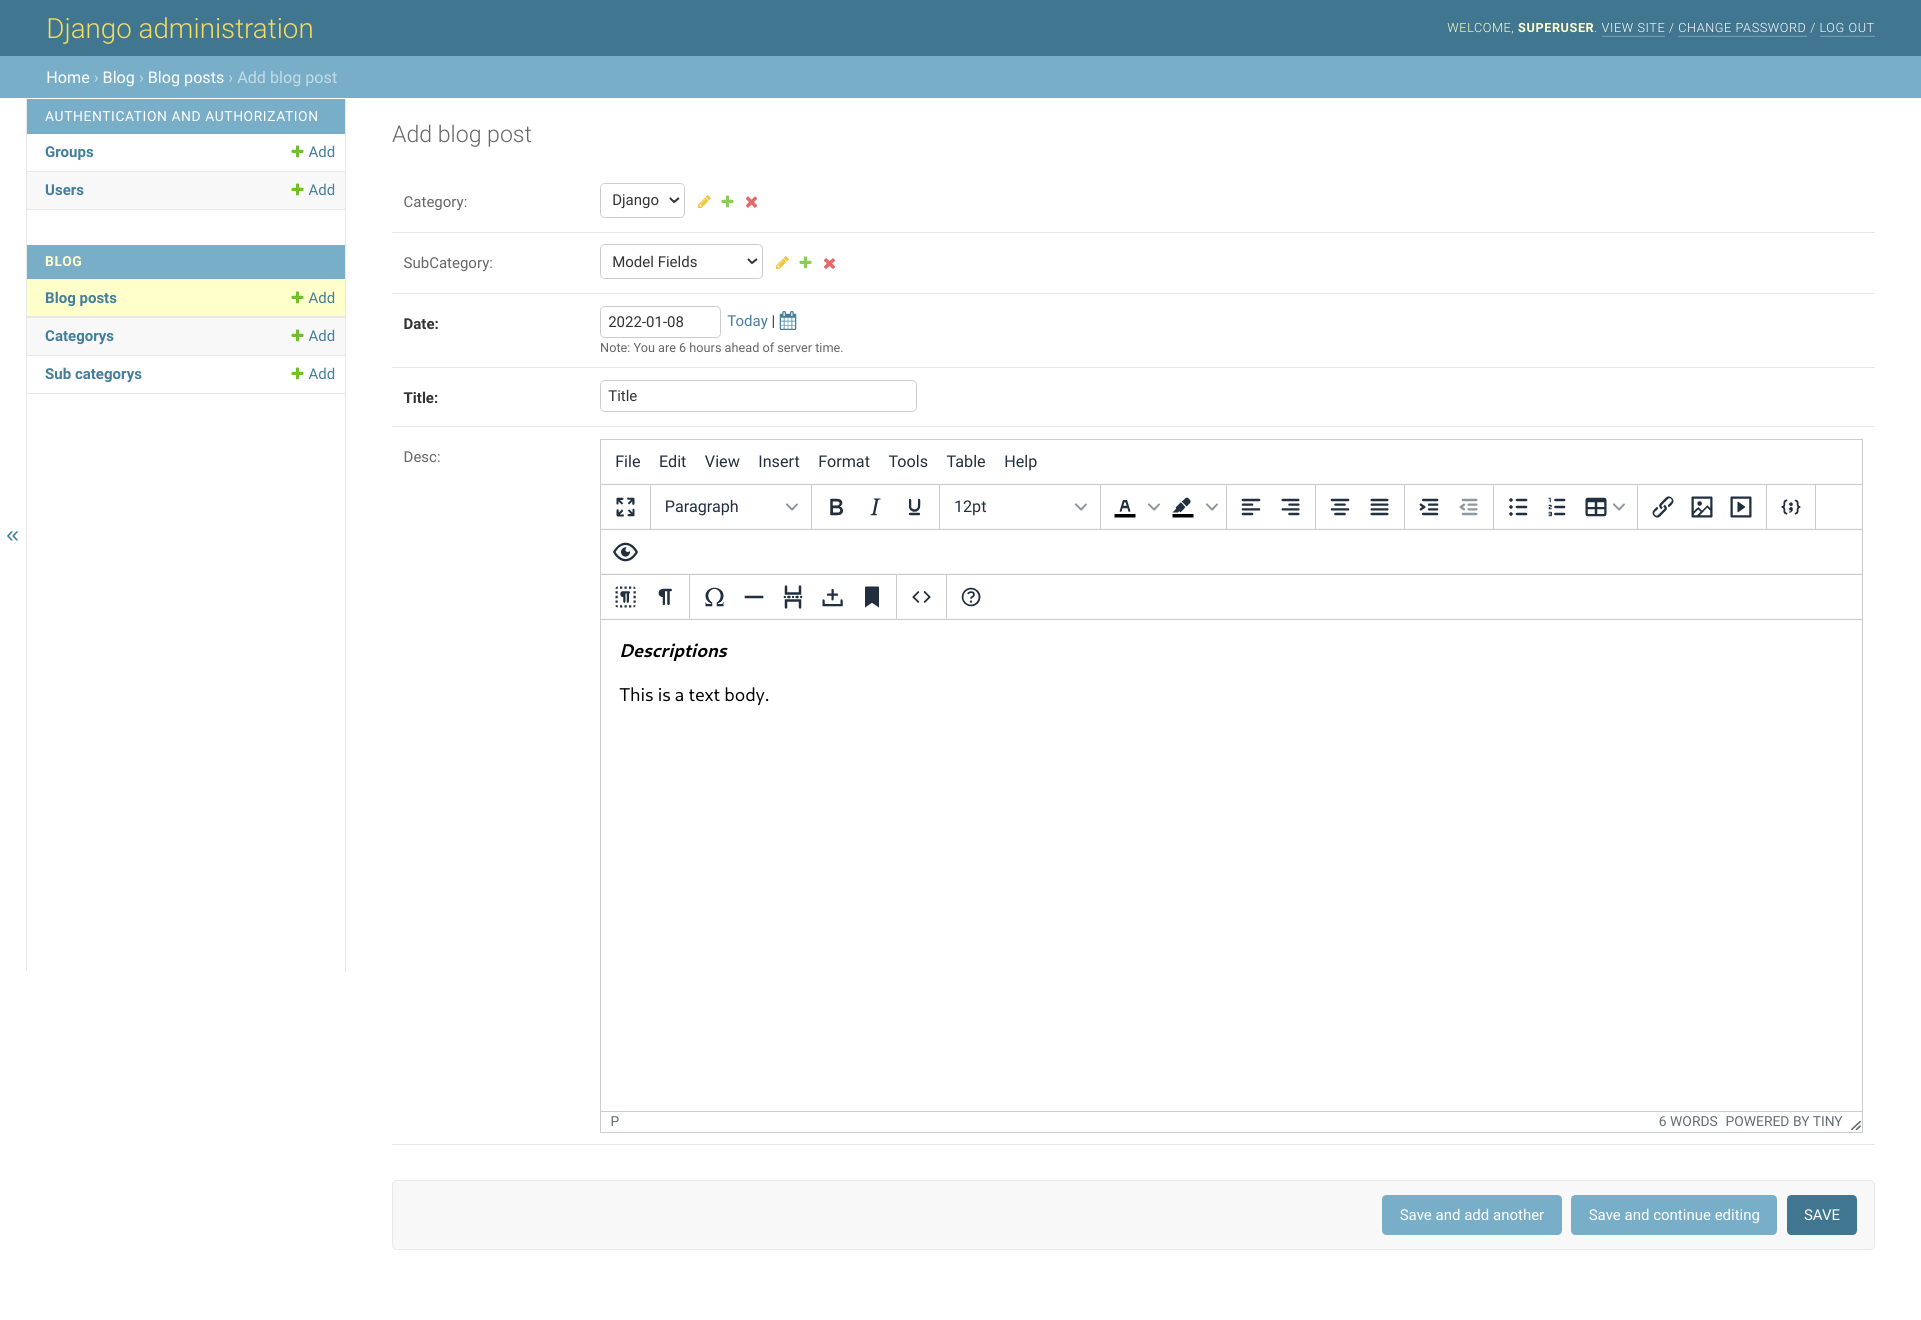 Django administration
WELCOME, SUPERUSER. VIEW SITE / CHANGE PASSWORD / LOG OUT
Home › Blog › Blog posts › Add blog post
AUTHENTICATION AND AUTHORIZATION
Groups Add
Users Add
BLOG
Blog posts Add
Categorys Add
Sub categorys Add
«
Add blog post
Category: Django
SubCategory: Model Fields
Date: 2022-01-08 Today |
Note: You are 6 hours ahead of server time.
Title: Title
Desc:
File Edit View Insert Format Tools Table Help
Paragraph B I U 12pt A
Descriptions
This is a text body.
P 6 WORDS POWERED BY TINY
Save and add another Save and continue editing SAVE